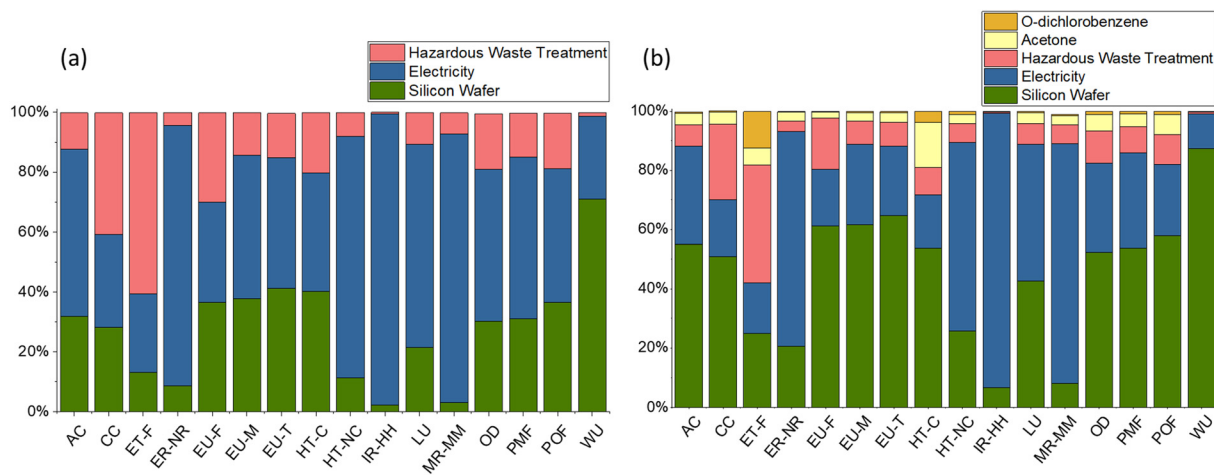 (a)
Hazardous Waste Treatment
Electricity
Silicon Wafer
100%
80%
60%
40%
20%
0%
AC CC ET-F ER-NR EU-F EU-M EU-T HT-C HT-NC IR-HH LU MR-MM OD PMF POF WU
(b)
O-dichlorobenzene
Acetone
Hazardous Waste Treatment
Electricity
Silicon Wafer
100%
80%
60%
40%
20%
0%
AC CC ET-F ER-NR EU-F EU-M EU-T HT-C HT-NC IR-HH LU MR-MM OD PMF POF WU